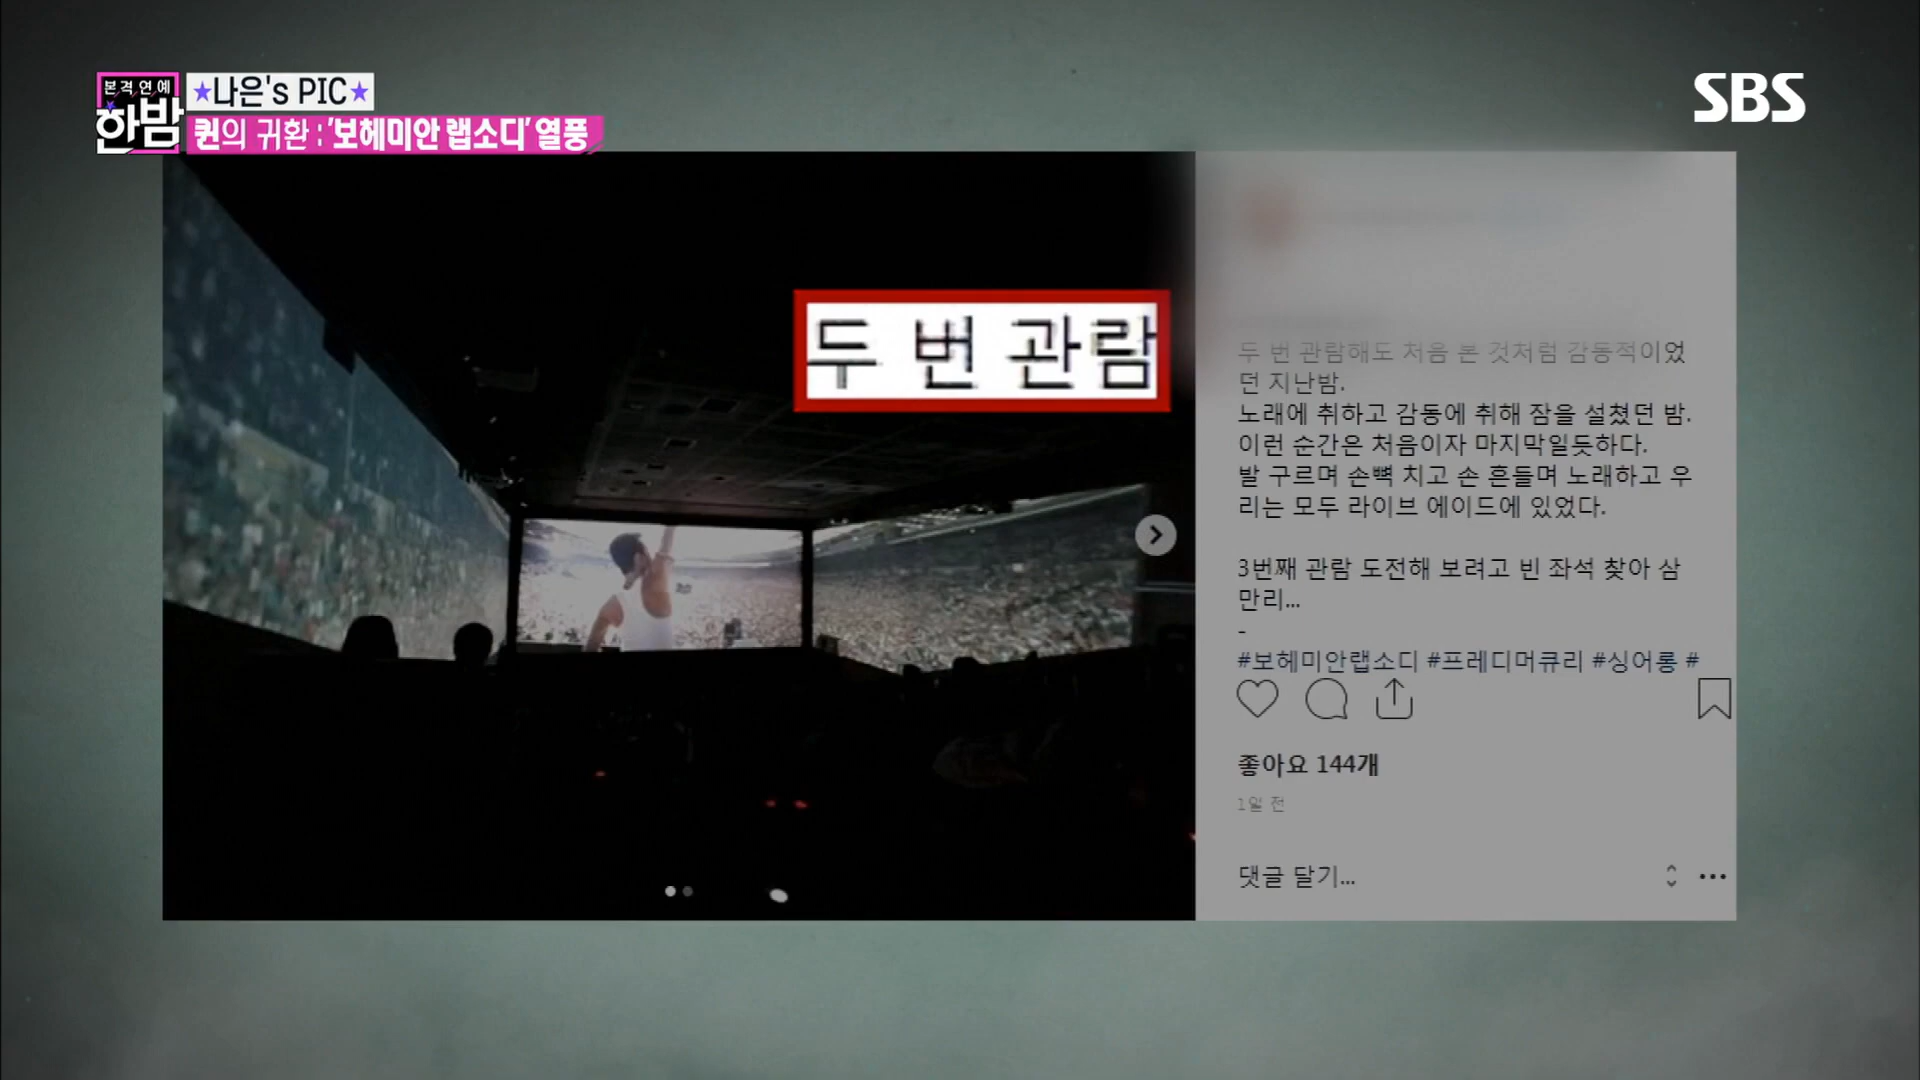 본격연예
한밤
★나은's PIC★
퀸의 귀환 : '보헤미안 랩소디' 열풍
SBS
두 번 관람
두 번 관람해도 처음 본 것처럼 감동적이었
던 지난밤.
노래에 취하고 감동에 취해 잠을 설쳤던 밤.
이런 순간은 처음이자 마지막일듯하다.
발 구르며 손뼉 치고 손 흔들며 노래하고 우
리는 모두 라이브 에이드에 있었다.
3번째 관람 도전해 보려고 빈 좌석 찾아 삼
만리...
-
#보헤미안랩소디 #프레디머큐리 #싱어롱 #
좋아요 144개
1일 전
댓글 달기...